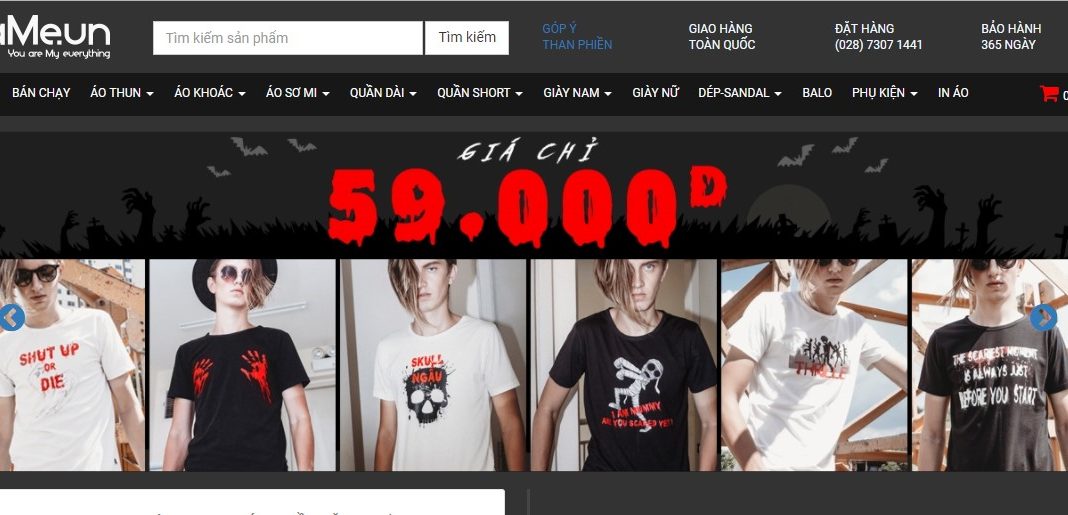 aMe.un
You are My everything
Tìm kiếm sản phẩm
Tìm kiếm
GÓP Ý
THAN PHIỀN
GIAO HÀNG
TOÀN QUỐC
ĐẶT HÀNG
(028) 7307 1441
BẢO HÀNH
365 NGÀY
BÁN CHẠY
ÁO THUN
ÁO KHOÁC
ÁO SƠ MI
QUẦN DÀI
QUẦN SHORT
GIÀY NAM
GIÀY NỮ
DÉP-SANDAL
BALO
PHỤ KIỆN
IN ÁO
0
GIÁ CHỈ
59.000Đ
SHUT UP
OR
DIE
SKULL
NGẦU
I AM MUMMY
ARE YOU SCARED YET?
THE SCARIEST MOMENT
IS ALWAYS JUST
BEFORE YOU START